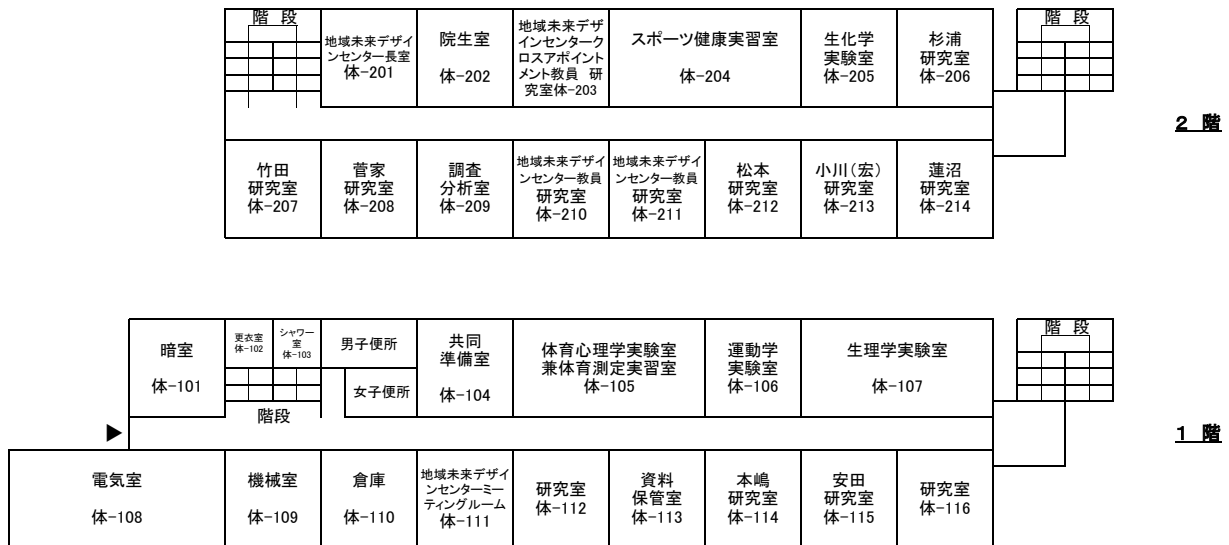 階 段
地域未来デザイ
ンセンター長室
体-201
院生室
体-202
地域未来デザ
インセンターク
ロスアポイント
メント教員 研
究室体-203
スポーツ健康実習室
体-204
生化学
実験室
体-205
杉浦
研究室
体-206
階 段
2 階
竹田
研究室
体-207
菅家
研究室
体-208
調査
分析室
体-209
地域未来デザイ
ンセンター教員
研究室
体-210
地域未来デザイ
ンセンター教員
研究室
体-211
松本
研究室
体-212
小川(宏)
研究室
体-213
蓮沼
研究室
体-214
暗室
体-101
更衣室
体-102
シャワー
室
体-103
男子便所
女子便所
階段
共同
準備室
体-104
体育心理学実験室
兼体育測定実習室
体-105
運動学
実験室
体-106
生理学実験室
体-107
階 段
▶
1 階
電気室
体-108
機械室
体-109
倉庫
体-110
地域未来デザイ
ンセンターミー
ティングルーム
体-111
研究室
体-112
資料
保管室
体-113
本嶋
研究室
体-114
安田
研究室
体-115
研究室
体-116